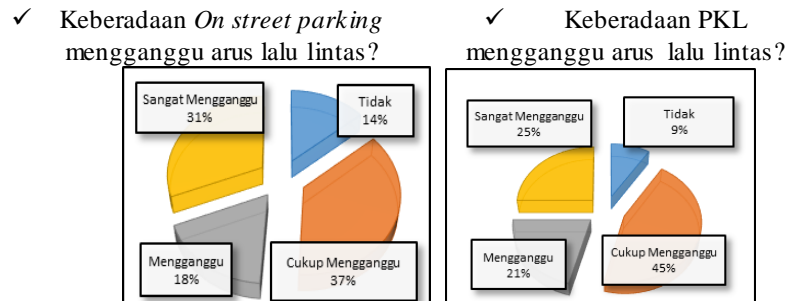 ✓ Keberadaan On street parking
mengganggu arus lalu lintas?
Sangat Mengganggu
31%
Tidak
14%
Mengganggu
18%
Cukup Mengganggu
37%
✓ Keberadaan PKL
mengganggu arus lalu lintas?
Sangat Mengganggu
25%
Tidak
9%
Mengganggu
21%
Cukup Mengganggu
45%